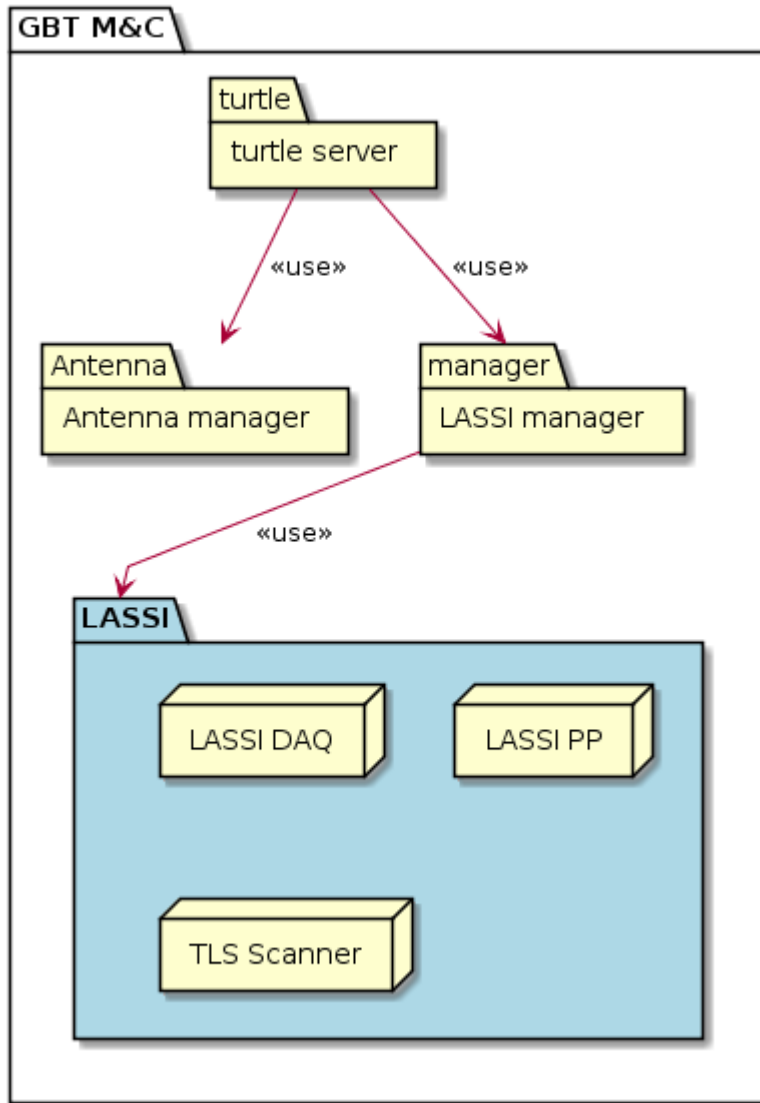 GBT M&C
turtle
turtle server
«use»
«use»
Antenna
manager
Antenna manager
LASSI manager
«use»
LASSI
LASSI DAQ
LASSI PP
TLS Scanner